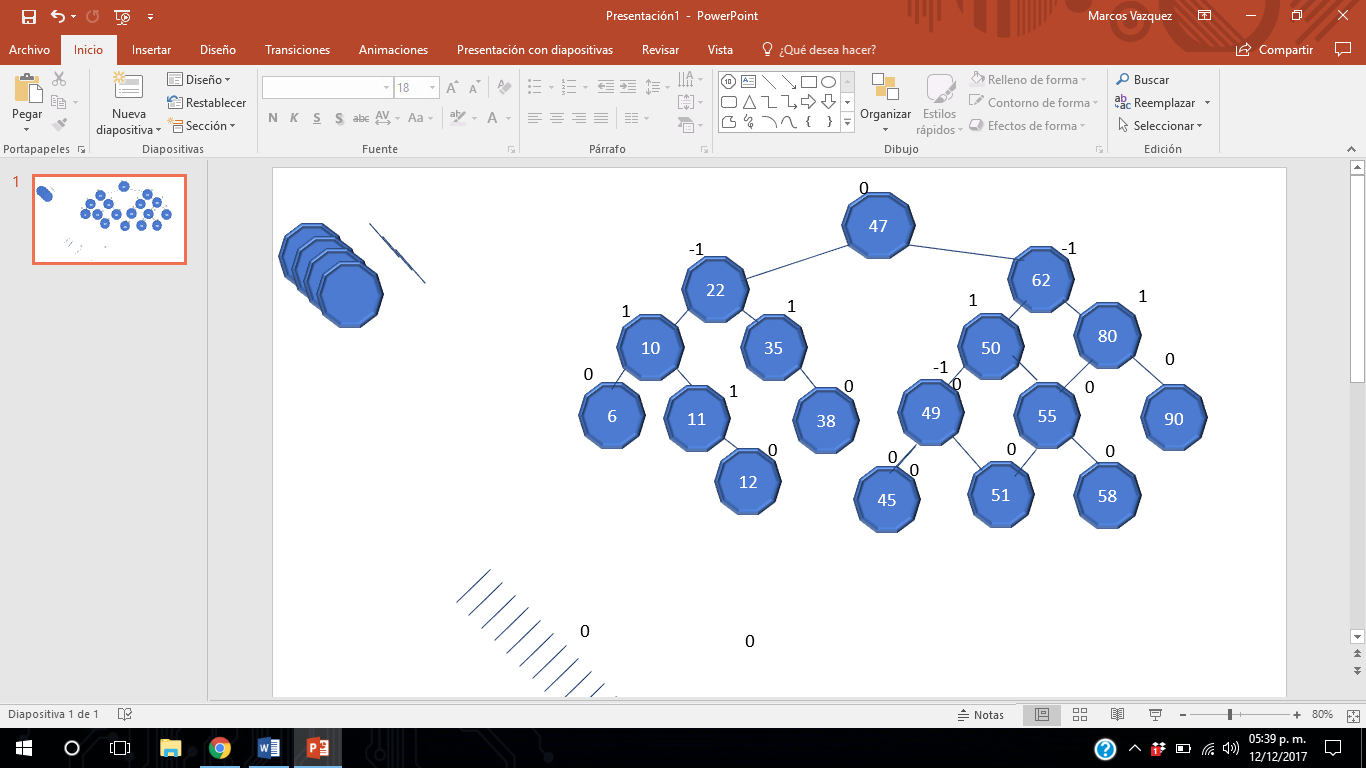 Presentación1 - PowerPoint
Marcos Vazquez
Archivo Inicio Insertar Diseño Transiciones Animaciones Presentación con diapositivas Revisar Vista ¿Qué desea hacer? Compartir
Pegar
Portapapeles
Nueva diapositiva
Diseño
Restablecer
Sección
Diapositivas
18
N K S S abc AV Aa A
Fuente
Párrafo
Organizar
Estilos rápidos
Relleno de forma
Contorno de forma
Efectos de forma
Dibujo
Buscar
Reemplazar
Seleccionar
Edición
1
0
47
-1 -1
22 62
1 1 1 1
10 35 50 80
0 1 0 -1 0 0 0
6 11 38 49 55 90
0 0 0 0 0
12 45 51 58
0 0
Diapositiva 1 de 1
Notas
80%
05:39 p. m.
12/12/2017